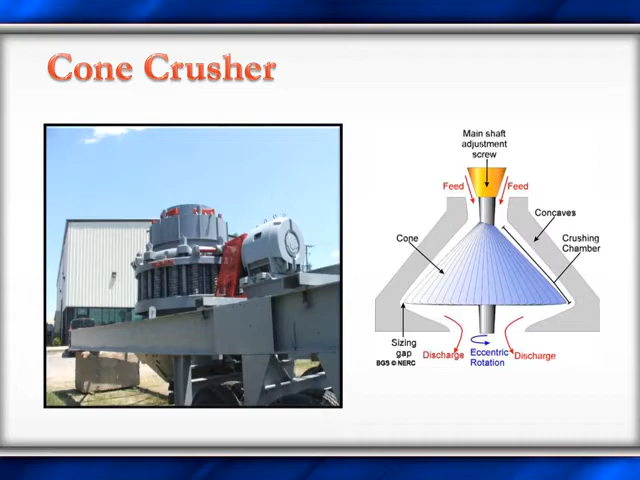 Cone Crusher
Main shaft
adjustment
screw
Feed
Feed
Concaves
Cone
Crushing
Chamber
Sizing
gap
BGS © NERC
Discharge
Eccentric
Rotation
Discharge